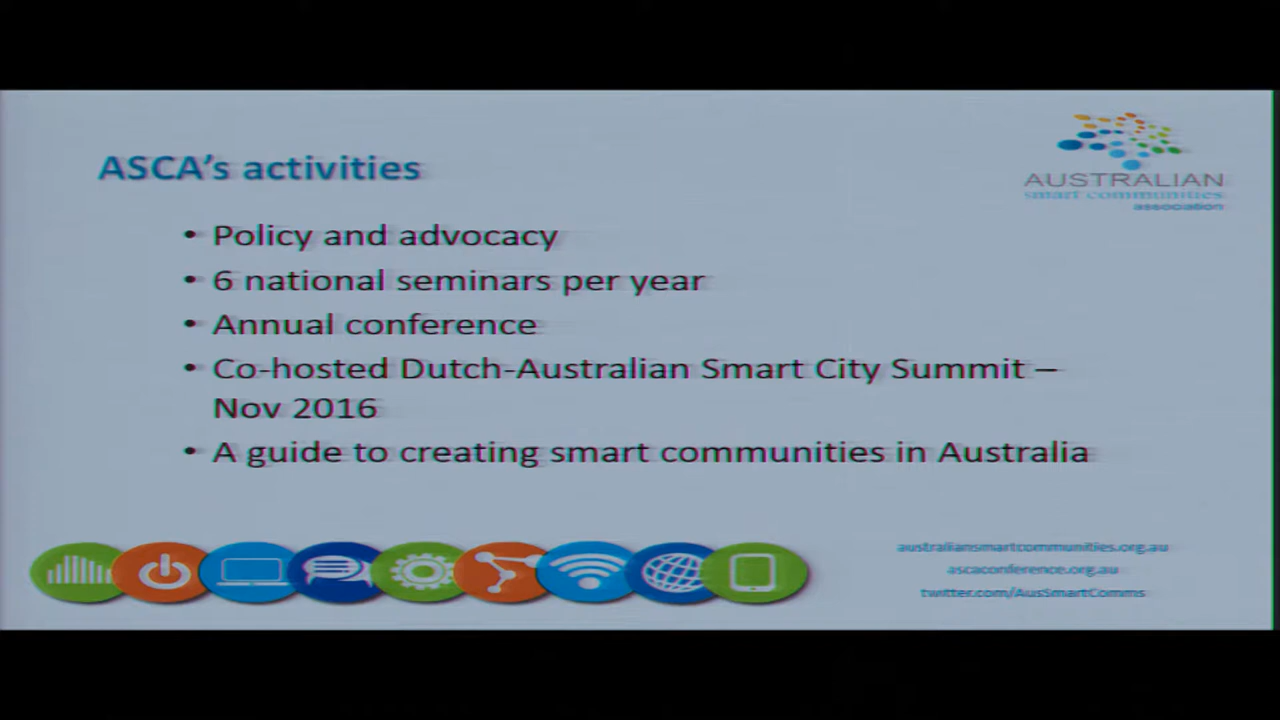 ASCA's activities
AUSTRALIAN
smart communities
association
• Policy and advocacy
• 6 national seminars per year
• Annual conference
• Co-hosted Dutch-Australian Smart City Summit –
Nov 2016
• A guide to creating smart communities in Australia
australiansmartcommunities.org.au
ascaconference.org.au
twitter.com/AusSmartComms